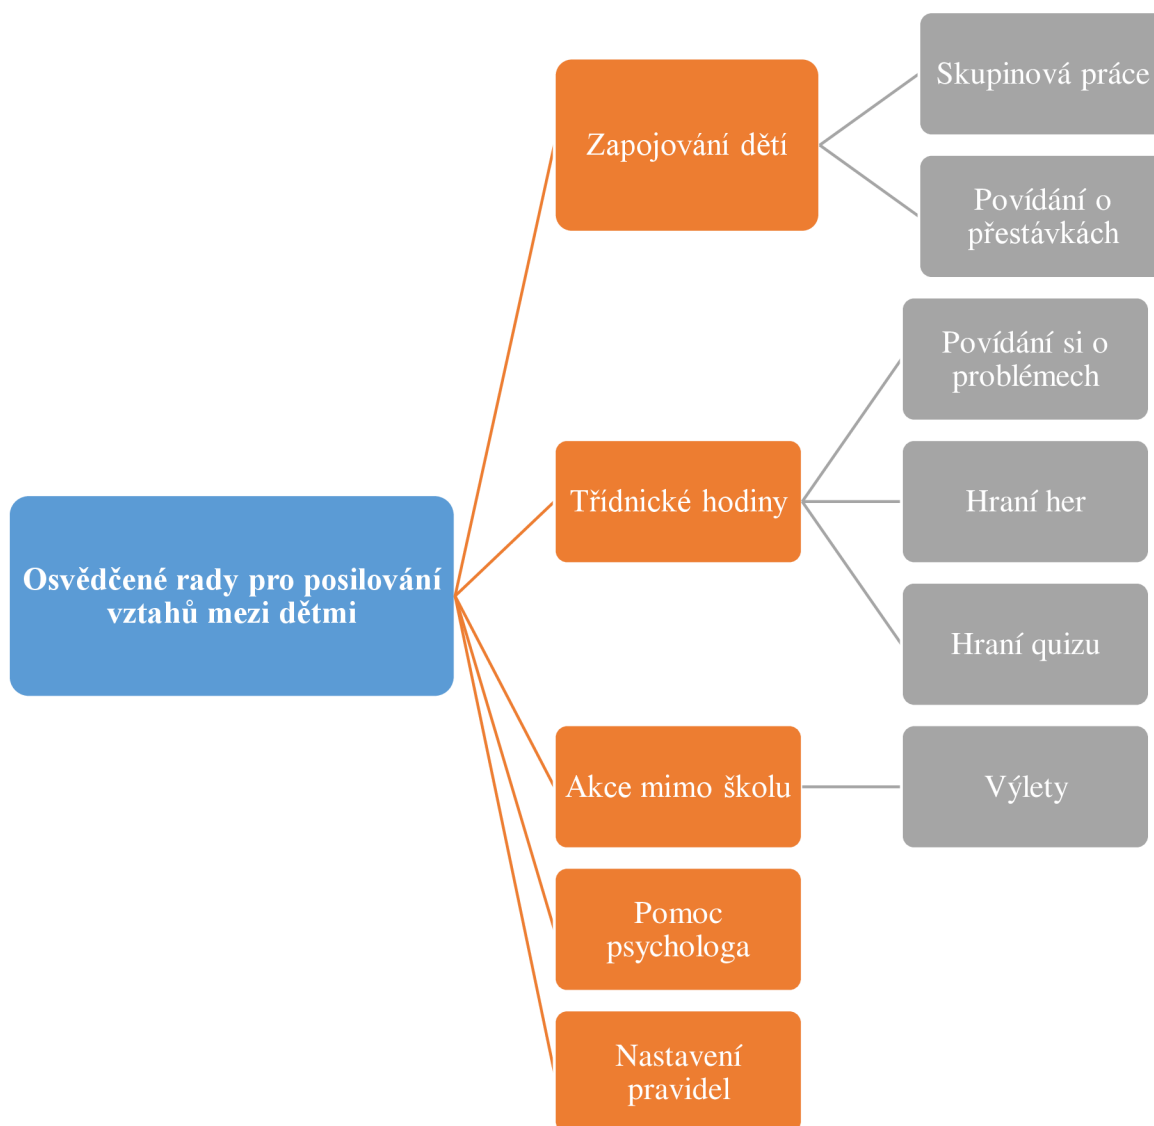 Osvědčené rady pro posilování
vztahů mezi dětmi
Zapojování dětí
Skupinová práce
Povídání o
přestávkách
Třídnické hodiny
Povídání si o
problémech
Hraní her
Hraní quizu
Akce mimo školu
Výlety
Pomoc
psychologa
Nastavení
pravidel